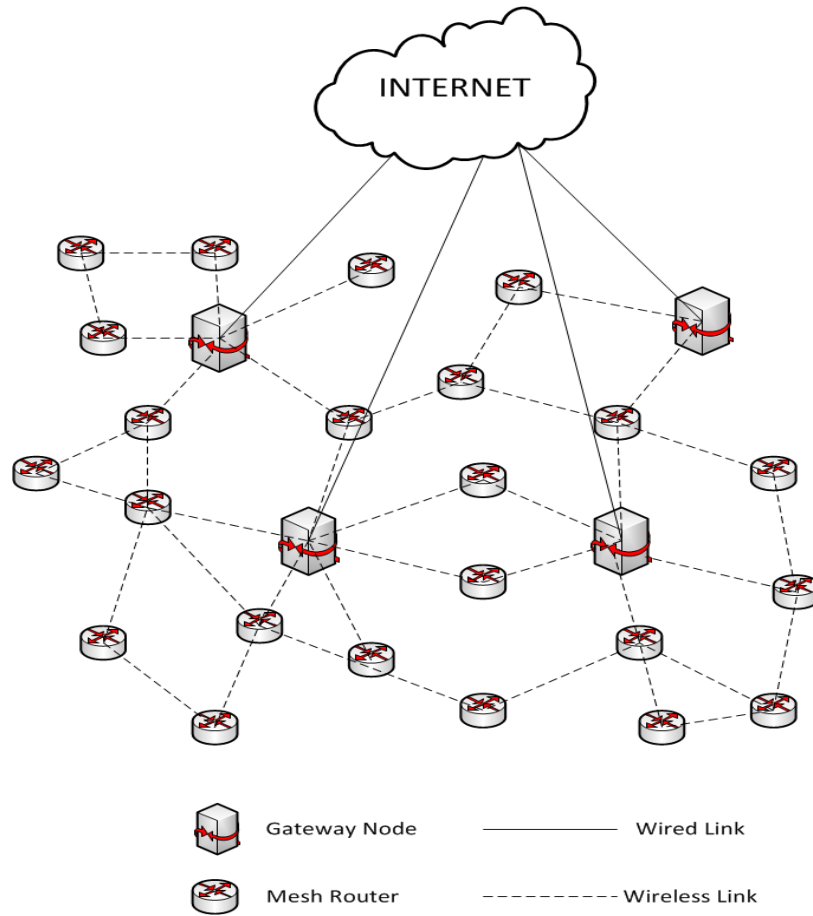 INTERNET
Gateway Node
Wired Link
Mesh Router
Wireless Link